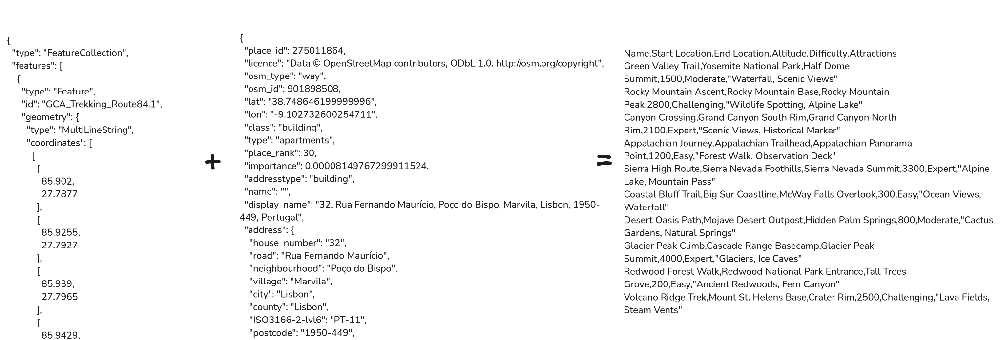 {
"type": "FeatureCollection",
"features": [
{
"type": "Feature",
"id": "GCA_Trekking_Route84.1",
"geometry": {
"type": "MultiLineString",
"coordinates": [
[
[
85.902,
27.7877
],
[
85.9255,
27.7927
],
[
85.939,
27.7965
],
[
85.9429,
+
{
"place_id": 275011864,
"licence": "Data © OpenStreetMap contributors, ODbL 1.0. http://osm.org/copyright",
"osm_type": "way",
"osm_id": 901898508,
"lat": "38.748646199999996",
"lon": "-9.102732600254711",
"class": "building",
"type": "apartments",
"place_rank": 30,
"importance": 0.00008149767299911524,
"addresstype": "building",
"name": "",
"display_name": "32, Rua Fernando Maurício, Poço do Bispo, Marvila, Lisbon, 1950-
449, Portugal",
"address": {
"house_number": "32",
"road": "Rua Fernando Maurício",
"neighbourhood": "Poço do Bispo",
"village": "Marvila",
"city": "Lisbon",
"county": "Lisbon",
"ISO3166-2-lvl6": "PT-11",
"postcode": "1950-449",
=
Name,Start Location,End Location,Altitude,Difficulty,Attractions
Green Valley Trail,Yosemite National Park,Half Dome
Summit,1500,Moderate,"Waterfall, Scenic Views"
Rocky Mountain Ascent,Rocky Mountain Base,Rocky Mountain
Peak,2800,Challenging,"Wildlife Spotting, Alpine Lake"
Canyon Crossing,Grand Canyon South Rim,Grand Canyon North
Rim,2100,Expert,"Scenic Views, Historical Marker"
Appalachian Journey,Appalachian Trailhead,Appalachian Panorama
Point,1200,Easy,"Forest Walk, Observation Deck"
Sierra High Route,Sierra Nevada Foothills,Sierra Nevada Summit,3300,Expert,"Alpine
Lake, Mountain Pass"
Coastal Bluff Trail,Big Sur Coastline,McWay Falls Overlook,300,Easy,"Ocean Views,
Waterfall"
Desert Oasis Path,Mojave Desert Outpost,Hidden Palm Springs,800,Moderate,"Cactus
Gardens, Natural Springs"
Glacier Peak Climb,Cascade Range Basecamp,Glacier Peak
Summit,4000,Expert,"Glaciers, Ice Caves"
Redwood Forest Walk,Redwood National Park Entrance,Tall Trees
Grove,200,Easy,"Ancient Redwoods, Fern Canyon"
Volcano Ridge Trek,Mount St. Helens Base,Crater Rim,2500,Challenging,"Lava Fields,
Steam Vents"